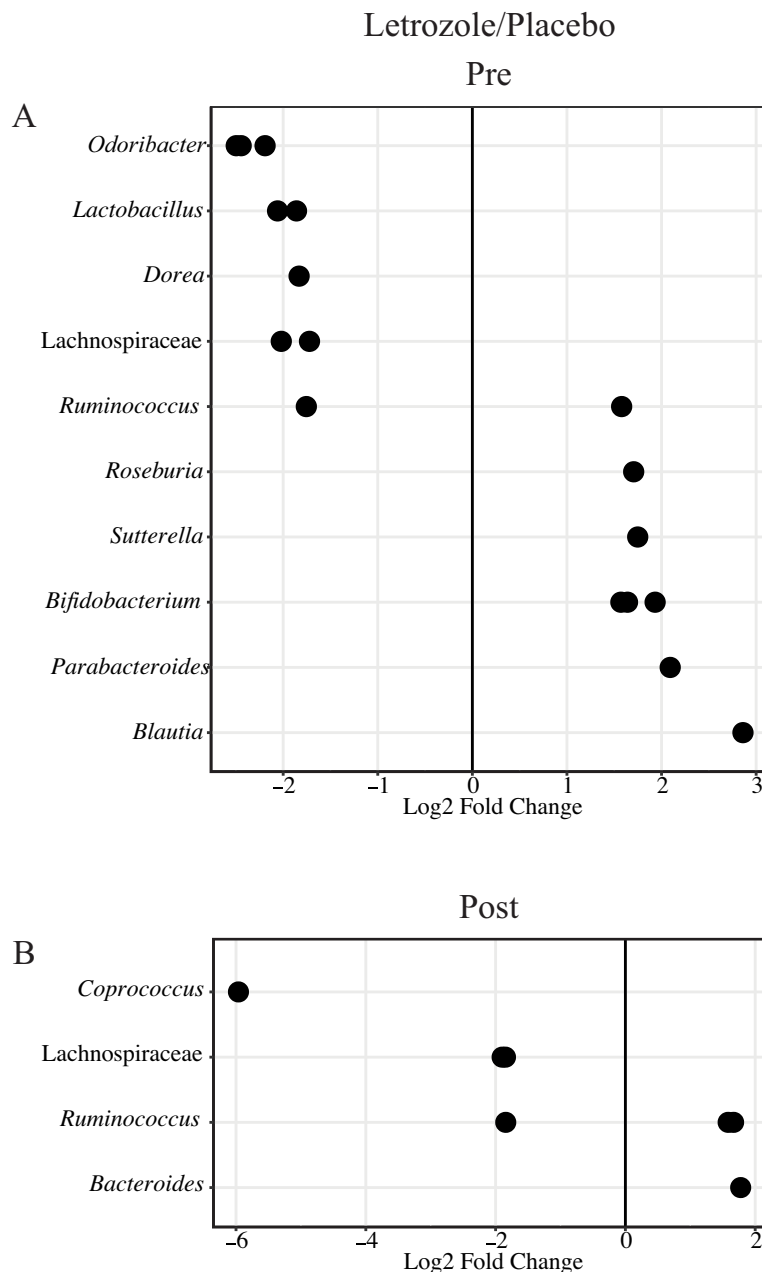 Letrozole/Placebo
Pre
A
Odoribacter
Lactobacillus
Dorea
Lachnospiraceae
Ruminococcus
Roseburia
Sutterella
Bifidobacterium
Parabacteroides
Blautia
−2 −1 0 1 2 3
Log2 Fold Change
Post
B
Coprococcus
Lachnospiraceae
Ruminococcus
Bacteroides
−6 −4 −2 0 2
Log2 Fold Change